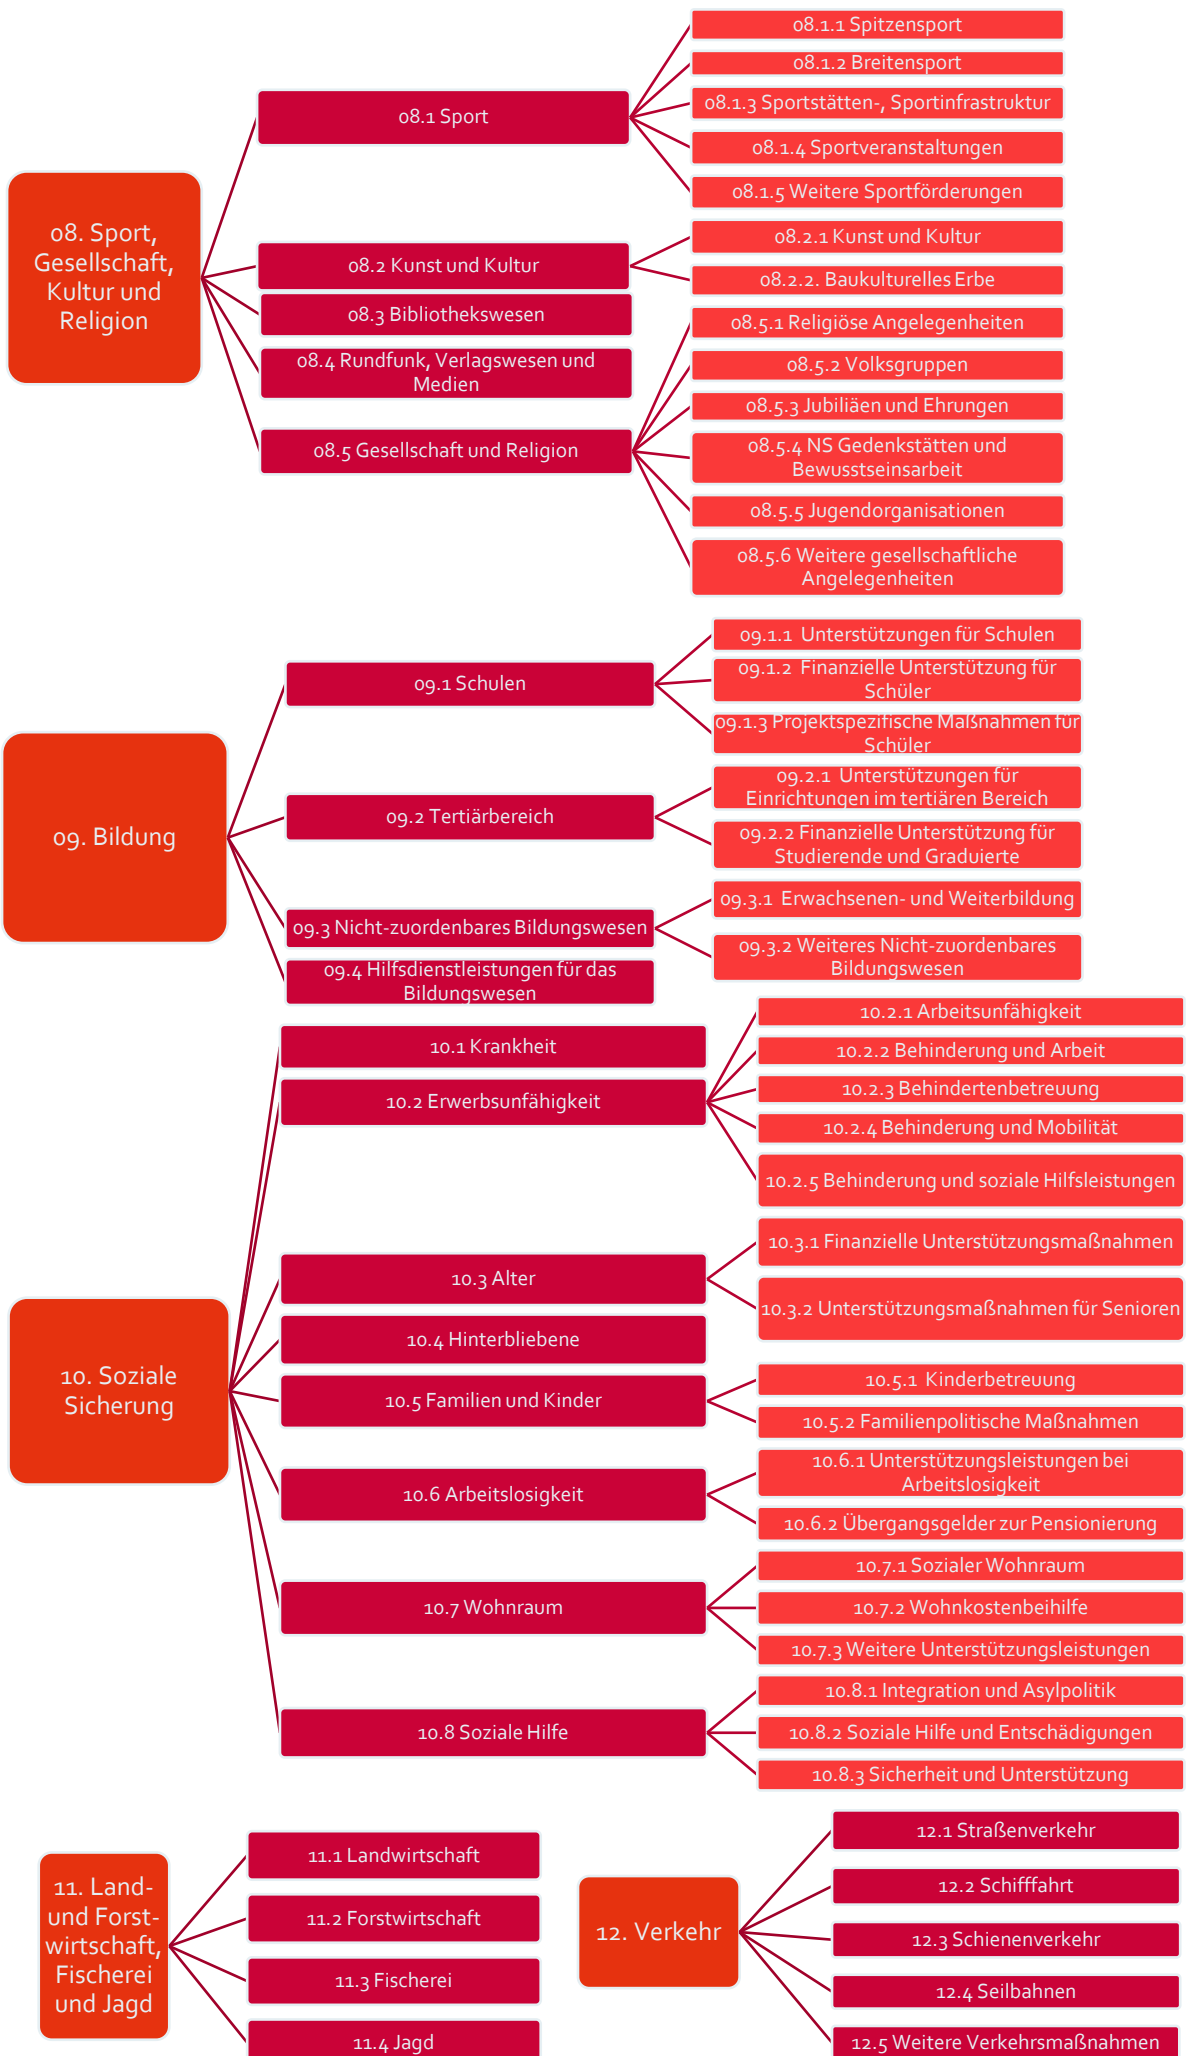 08. Sport,
Gesellschaft,
Kultur und
Religion
08.1 Sport
08.1.1 Spitzensport
08.1.2 Breitensport
08.1.3 Sportstätten-, Sportinfrastruktur
08.1.4 Sportveranstaltungen
08.1.5 Weitere Sportförderungen
08.2 Kunst und Kultur
08.2.1 Kunst und Kultur
08.2.2. Baukulturelles Erbe
08.3 Bibliothekswesen
08.4 Rundfunk, Verlagswesen und
Medien
08.5 Gesellschaft und Religion
08.5.1 Religiöse Angelegenheiten
08.5.2 Volksgruppen
08.5.3 Jubiliäen und Ehrungen
08.5.4 NS Gedenkstätten und
Bewusstseinsarbeit
08.5.5 Jugendorganisationen
08.5.6 Weitere gesellschaftliche
Angelegenheiten
09. Bildung
09.1 Schulen
09.1.1 Unterstützungen für Schulen
09.1.2 Finanzielle Unterstützung für
Schüler
09.1.3 Projektspezifische Maßnahmen für
Schüler
09.2 Tertiärbereich
09.2.1 Unterstützungen für
Einrichtungen im tertiären Bereich
09.2.2 Finanzielle Unterstützung für
Studierende und Graduierte
09.3 Nicht-zuordenbares Bildungswesen
09.3.1 Erwachsenen- und Weiterbildung
09.3.2 Weiteres Nicht-zuordenbares
Bildungswesen
09.4 Hilfsdienstleistungen für das
Bildungswesen
10. Soziale
Sicherung
10.1 Krankheit
10.2 Erwerbsunfähigkeit
10.2.1 Arbeitsunfähigkeit
10.2.2 Behinderung und Arbeit
10.2.3 Behindertenbetreuung
10.2.4 Behinderung und Mobilität
10.2.5 Behinderung und soziale Hilfsleistungen
10.3 Alter
10.3.1 Finanzielle Unterstützungsmaßnahmen
10.3.2 Unterstützungsmaßnahmen für Senioren
10.4 Hinterbliebene
10.5 Familien und Kinder
10.5.1 Kinderbetreuung
10.5.2 Familienpolitische Maßnahmen
10.6 Arbeitslosigkeit
10.6.1 Unterstützungsleistungen bei
Arbeitslosigkeit
10.6.2 Übergangsgelder zur Pensionierung
10.7 Wohnraum
10.7.1 Sozialer Wohnraum
10.7.2 Wohnkostenbeihilfe
10.7.3 Weitere Unterstützungsleistungen
10.8 Soziale Hilfe
10.8.1 Integration und Asylpolitik
10.8.2 Soziale Hilfe und Entschädigungen
10.8.3 Sicherheit und Unterstützung
11. Land-
und Forst-
wirtschaft,
Fischerei
und Jagd
11.1 Landwirtschaft
11.2 Forstwirtschaft
11.3 Fischerei
11.4 Jagd
12. Verkehr
12.1 Straßenverkehr
12.2 Schifffahrt
12.3 Schienenverkehr
12.4 Seilbahnen
12.5 Weitere Verkehrsmaßnahmen